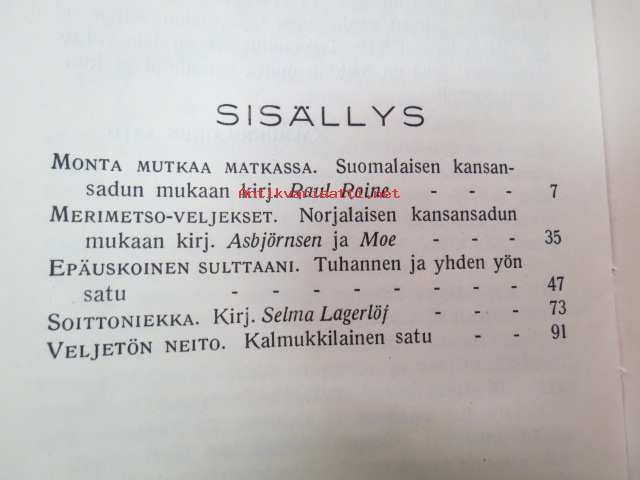 SISÄLLYS
MONTA MUTKAA MATKASSA. Suomalaisen kansan-
sadun mukaan kirj. Raul Roine - - - 7
MERIMETSO-VELJEKSET. Norjalaisen kansansadun
mukaan kirj. Asbjörnsen ja Moe - - - 35
EPÄUSKOINEN SULTTAANI. Tuhannen ja yhden yön
satu - - - - - - - - - 47
SOITTONIEKKA. Kirj. Selma Lagerlöf - - - 73
VELJETÖN NEITO. Kalmukkilainen satu - - 91